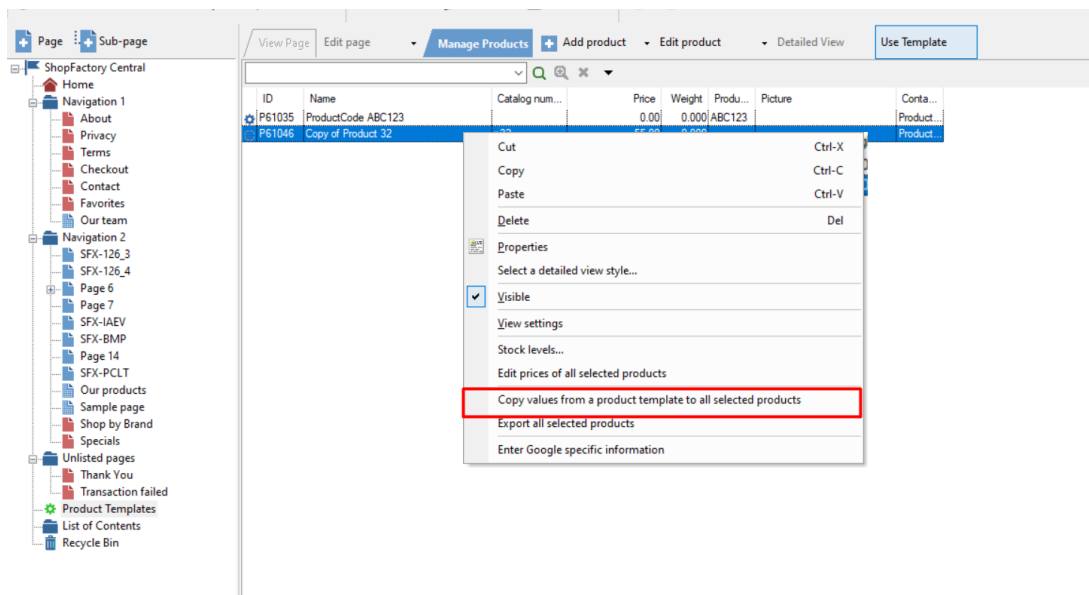 Page Sub-page View Page Edit page Manage Products Add product Edit product Detailed View Use Template
ShopFactory Central
Home
Navigation 1
About
Privacy
Terms
Checkout
Contact
Favorites
Our team
Navigation 2
SFX-126_3
SFX-126_4
Page 6
Page 7
SFX-IAEV
SFX-BMP
Page 14
SFX-PCLT
Our products
Sample page
Shop by Brand
Specials
Unlisted pages
Thank You
Transaction failed
Product Templates
List of Contents
Recycle Bin
ID Name Catalog num... Price Weight Produ... Picture Conta...
P61035 ProductCode ABC123 0.00 0.000 ABC123 Product...
P61046 Copy of Product 32 32 55.00 0.000 Product...
Cut Ctrl-X
Copy Ctrl-C
Paste Ctrl-V
Delete Del
Properties
Select a detailed view style...
Visible
View settings
Stock levels...
Edit prices of all selected products
Copy values from a product template to all selected products
Export all selected products
Enter Google specific information